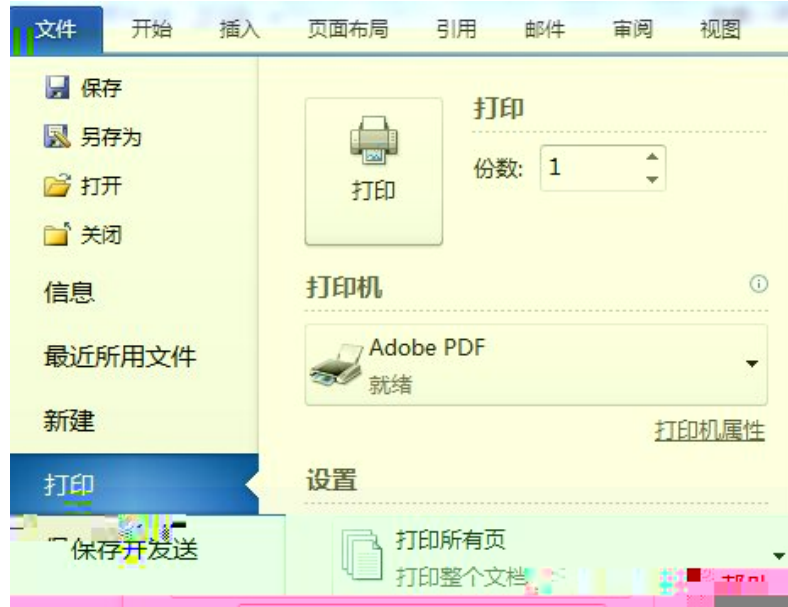 文件 开始 插入 页面布局 引用 邮件 审阅 视图
保存
另存为
打开
关闭
信息
最近所用文件
新建
打印
保存并发送
打印
打印
份数: 1
打印机
Adobe PDF
就绪
打印机属性
设置
打印所有页
打印整个文档